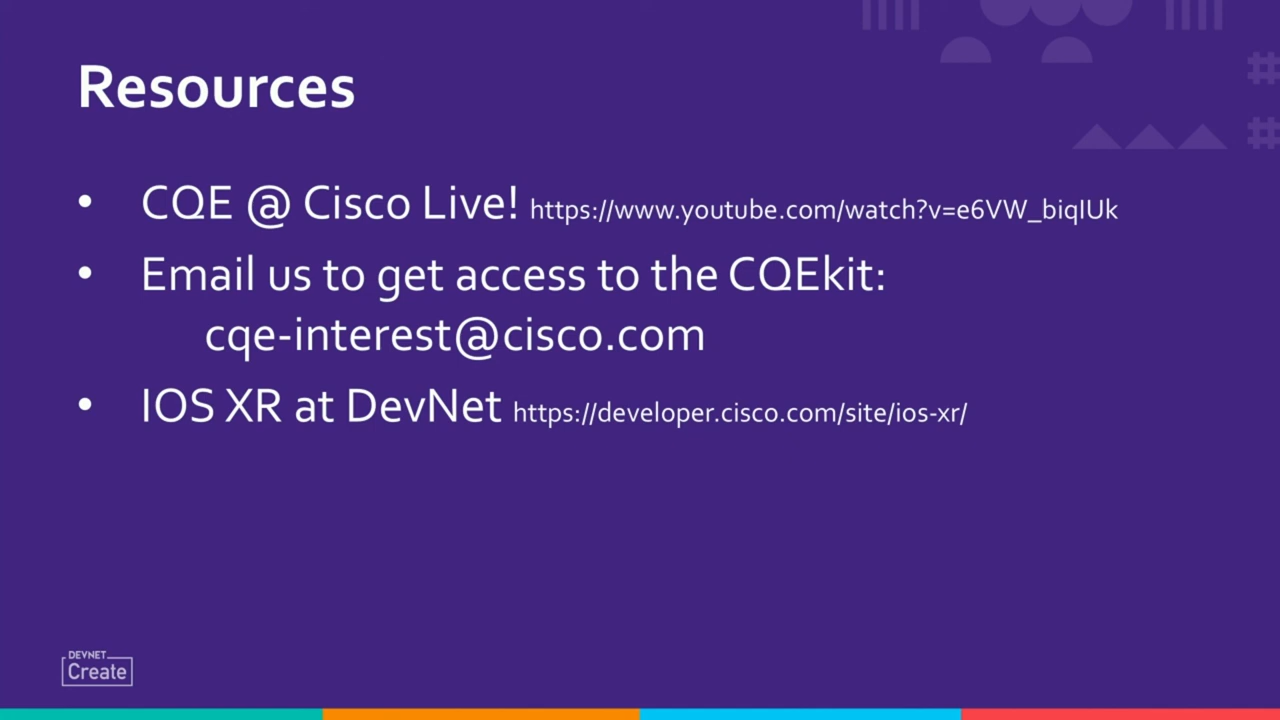 Resources
• CQE @ Cisco Live! https://www.youtube.com/watch?v=e6VW_biqIUk
• Email us to get access to the CQEkit:
cqe-interest@cisco.com
• IOS XR at DevNet https://developer.cisco.com/site/ios-xr/
DEVNET
Create